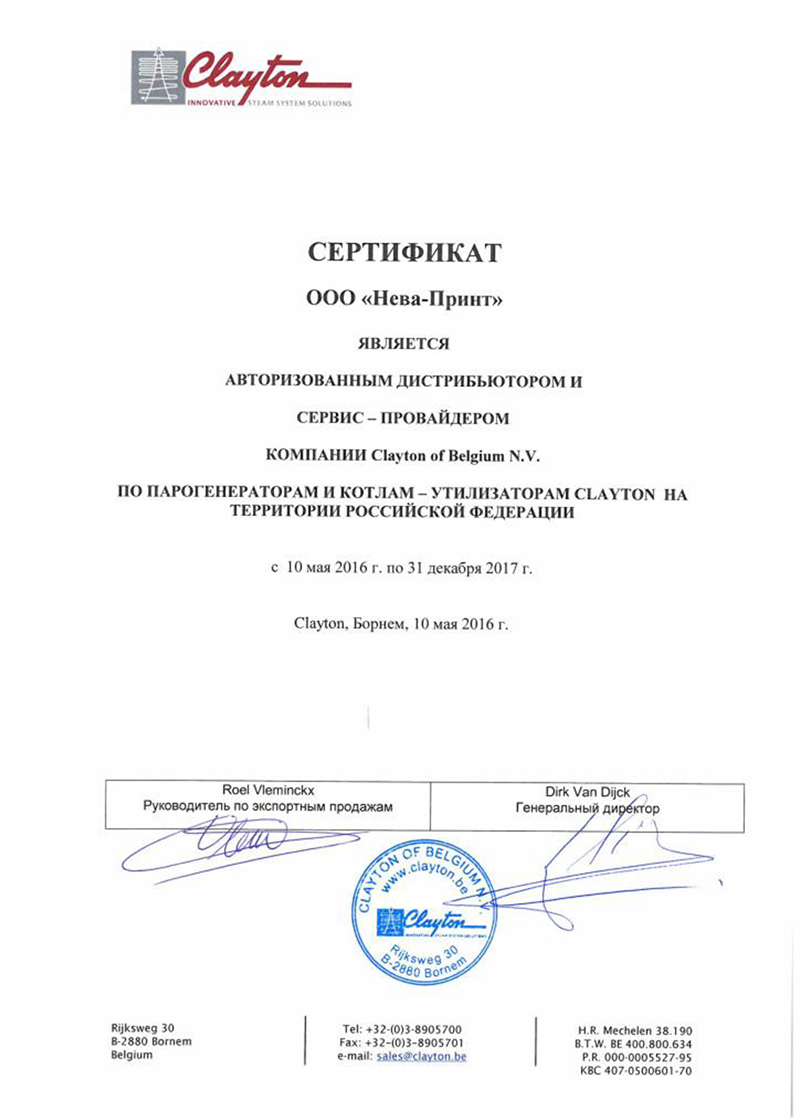 Clayton
INNOVATIVE STEAM SYSTEM SOLUTIONS
СЕРТИФИКАТ
ООО «Нева-Принт»
ЯВЛЯЕТСЯ
АВТОРИЗОВАННЫМ ДИСТРИБЬЮТОРОМ И
СЕРВИС – ПРОВАЙДЕРОМ
КОМПАНИИ Clayton of Belgium N.V.
ПО ПАРОГЕНЕРАТОРАМ И КОТЛАМ – УТИЛИЗАТОРАМ CLAYTON НА
ТЕРРИТОРИИ РОССИЙСКОЙ ФЕДЕРАЦИИ
с 10 мая 2016 г. по 31 декабря 2017 г.
Clayton, Борнем, 10 мая 2016 г.
Roel Vleminckx
Руководитель по экспортным продажам
Dirk Van Dijck
Генеральный директор
CLAYTON OF BELGIUM N.V.
www.clayton.be
Clayton
INNOVATIVE STEAM SYSTEM SOLUTIONS
Rijksweg 30
B-2880 Bornem
Rijksweg 30
B-2880 Bornem
Belgium
Tel: +32-(0)3-8905700
Fax: +32-(0)3-8905701
e-mail: sales@clayton.be
H.R. Mechelen 38.190
B.T.W. BE 400.800.634
P.R. 000-0005527-95
KBC 407-0500601-70